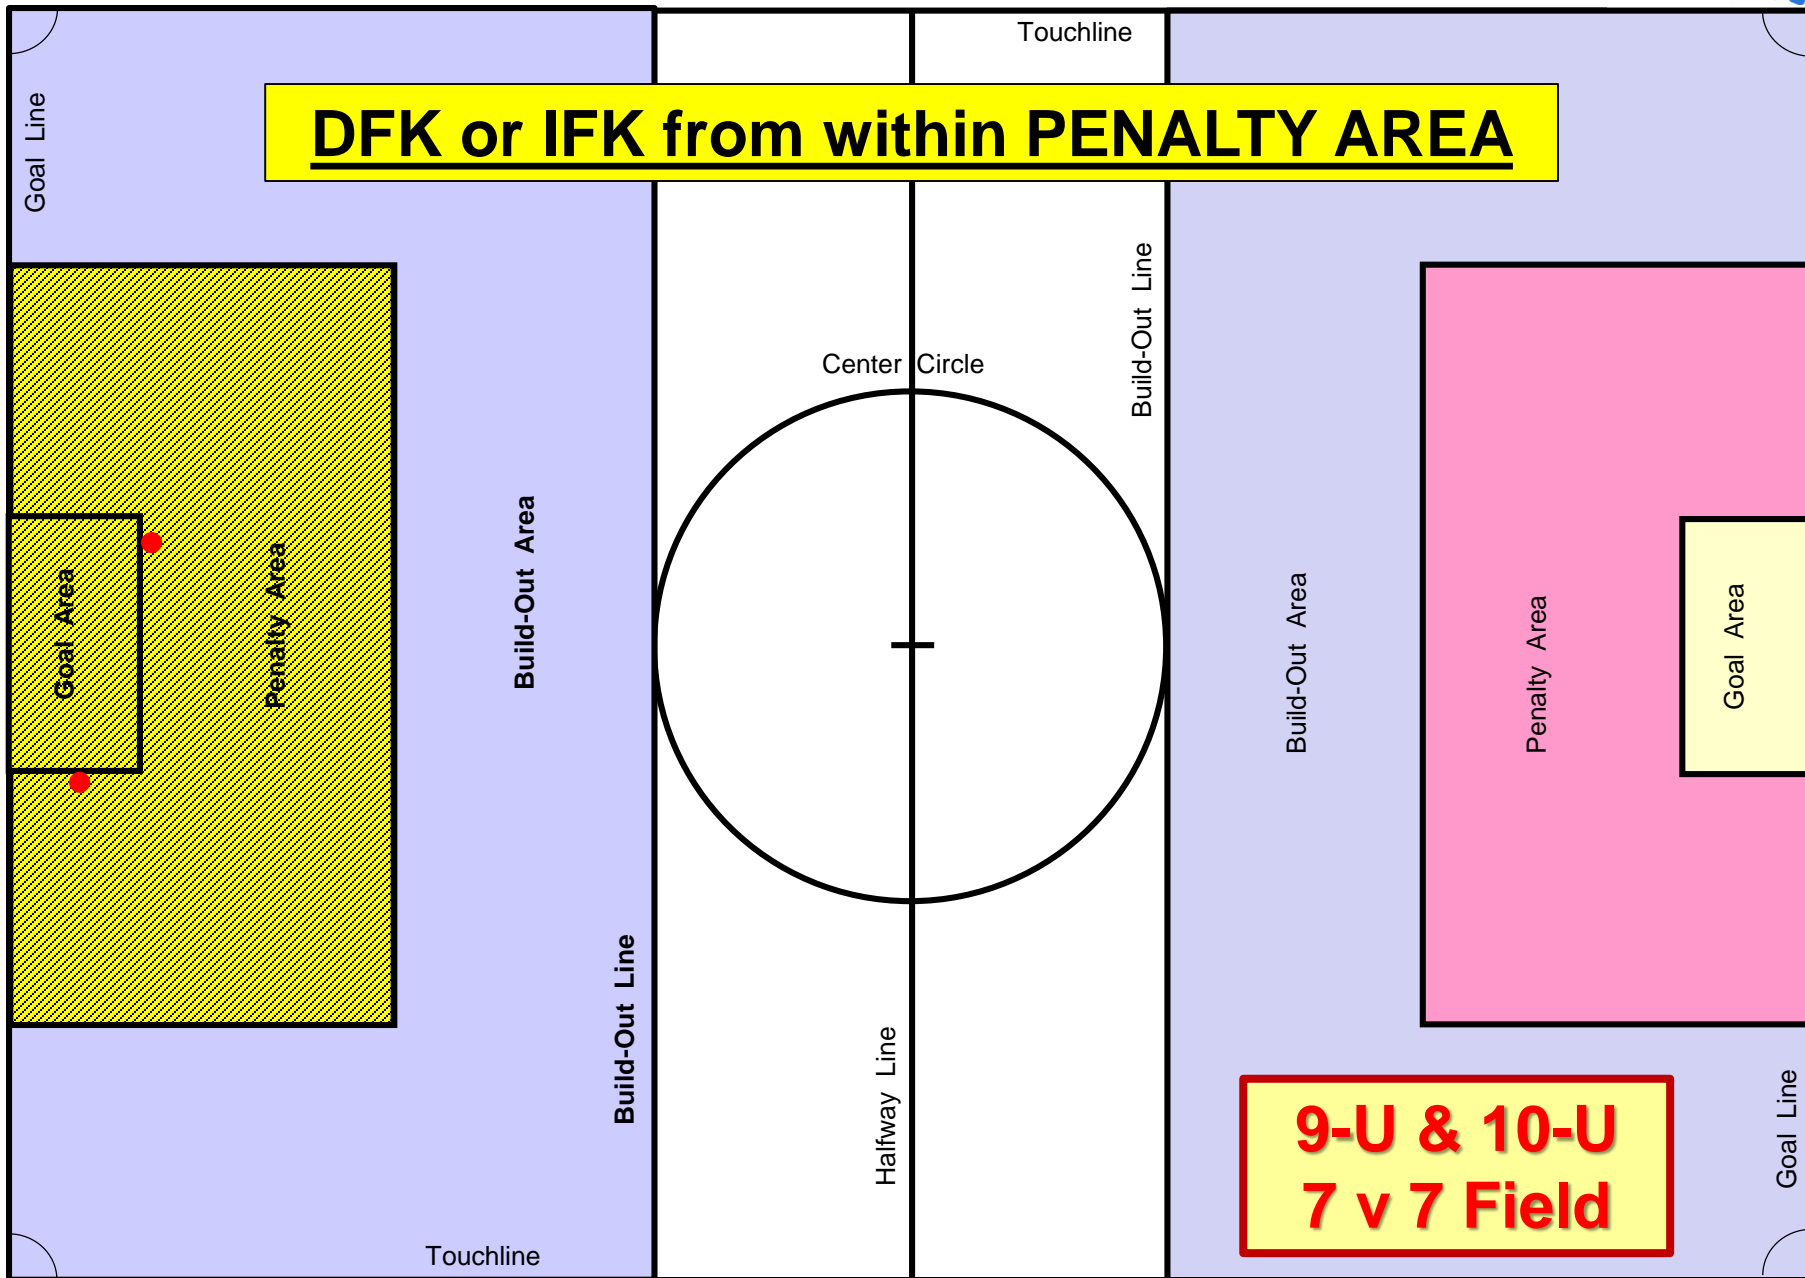 Touchline
Goal Line
DFK or IFK from within PENALTY AREA
Build-Out Line
Center Circle
Goal Area
Penalty Area
Build-Out Area
Build-Out Area
Penalty Area
Goal Area
Build-Out Line
Halfway Line
9-U & 10-U
7 v 7 Field
Goal Line
Touchline